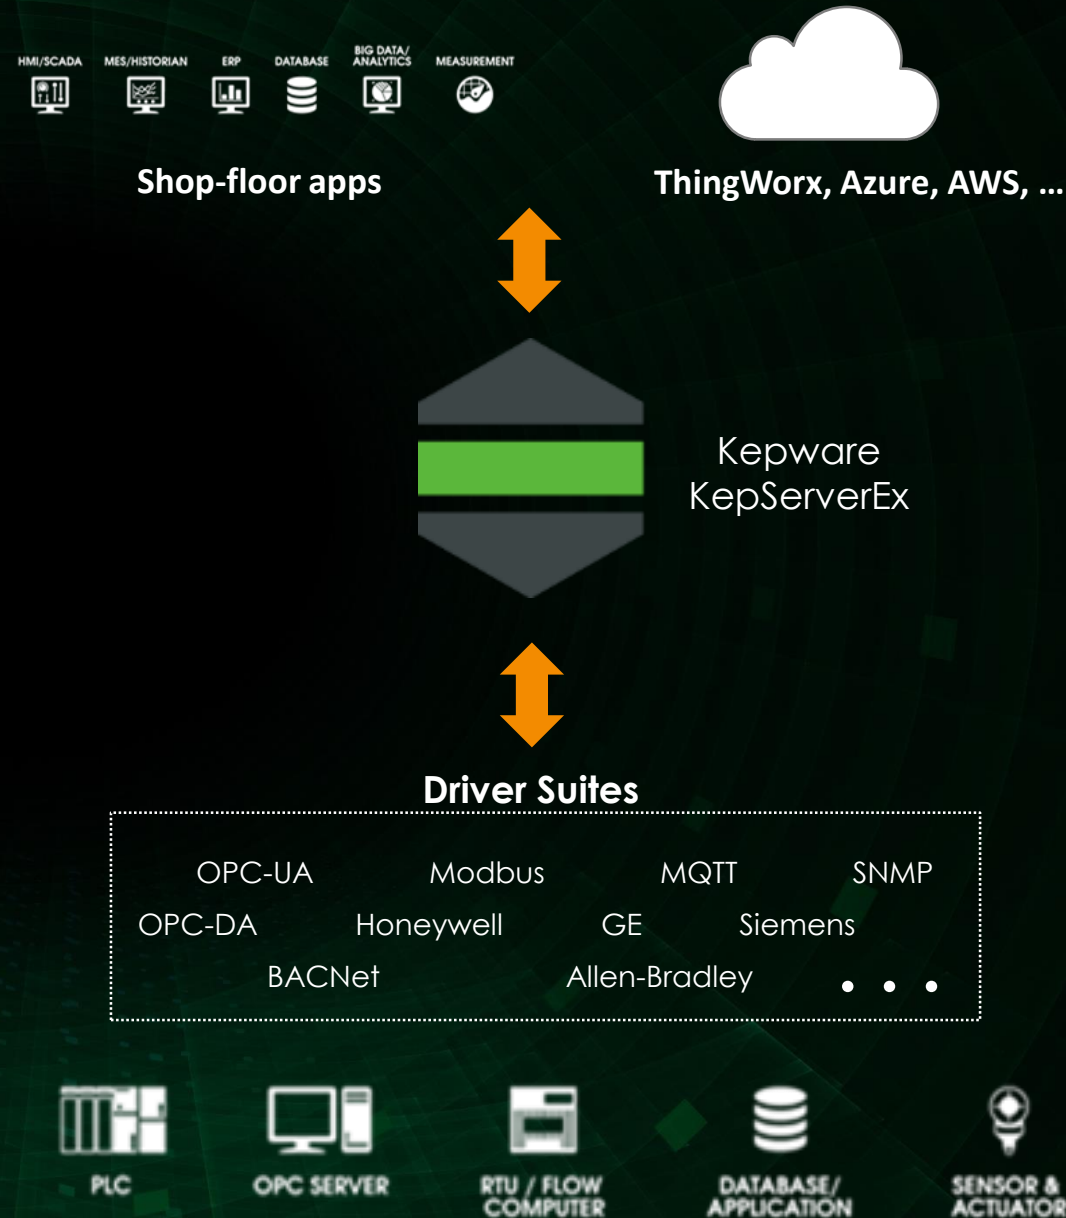 HMI/SCADA MES/HISTORIAN ERP DATABASE BIG DATA/
ANALYTICS MEASUREMENT
Shop-floor apps
ThingWorx, Azure, AWS, ...
Kepware
KepServerEx
Driver Suites
OPC-UA Modbus MQTT SNMP
OPC-DA Honeywell GE Siemens
BACNet Allen-Bradley ...
PLC OPC SERVER RTU / FLOW
COMPUTER
DATABASE/
APPLICATION
SENSOR &
ACTUATOR